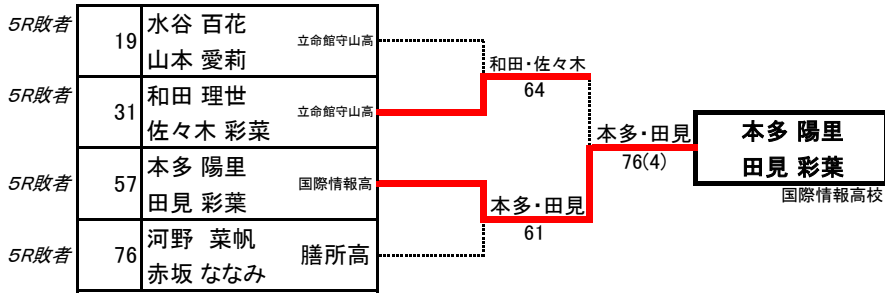 5R敗者
19
水谷 百花
山本 愛莉
立命館守山高
5R敗者
31
和田 理世
佐々木 彩菜
立命館守山高
5R敗者
57
本多 陽里
田見 彩葉
国際情報高
5R敗者
76
河野　菜帆
赤坂 ななみ
膳所高
和田・佐々木
64
本多・田見
61
本多・田見
76(4)
本多 陽里
田見 彩葉
国際情報高校